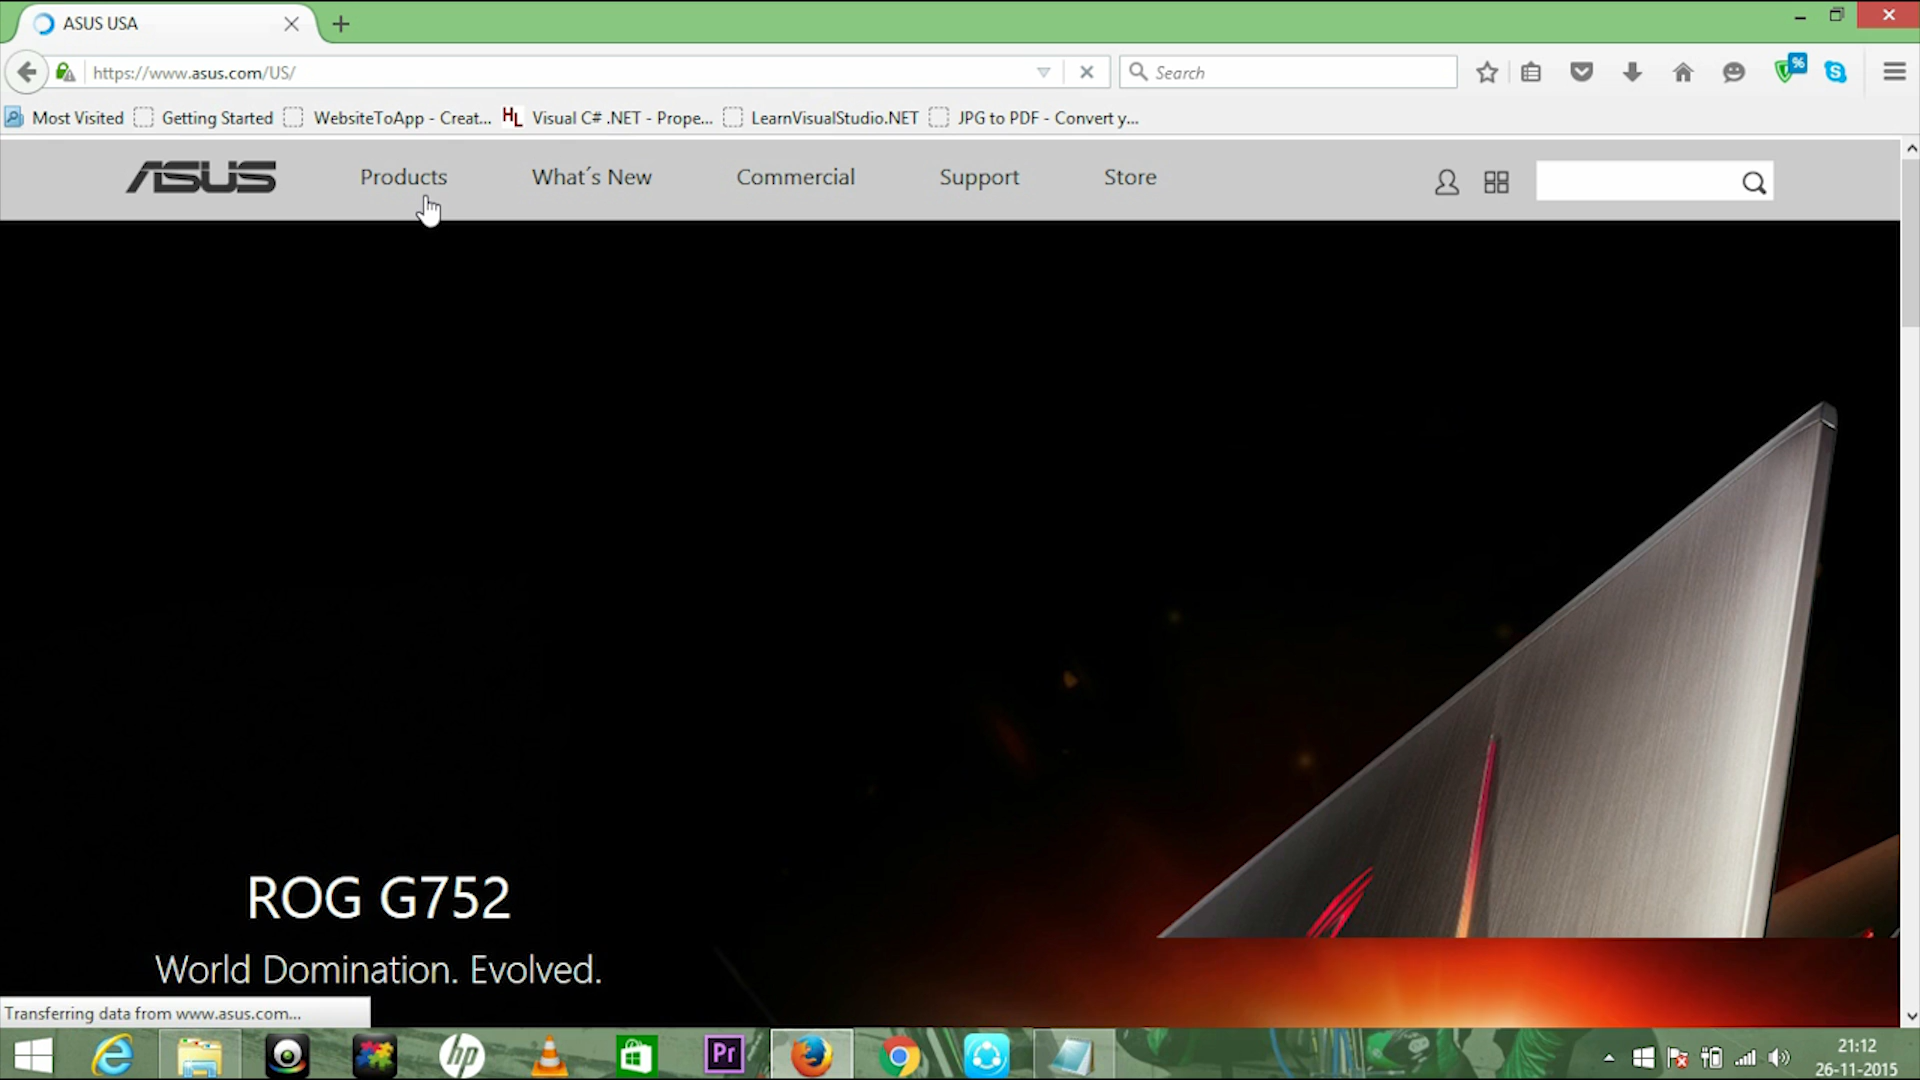 ASUS USA
https://www.asus.com/US/
Search
%
Most Visited
Getting Started
WebsiteToApp - Creat...
HL
Visual C# .NET - Prope...
LearnVisualStudio.NET
JPG to PDF - Convert y...
ASUS
Products
What´s New
Commercial
Support
Store
ROG G752
World Domination. Evolved.
Transferring data from www.asus.com...
hp
Pr
21:12
26-11-2015